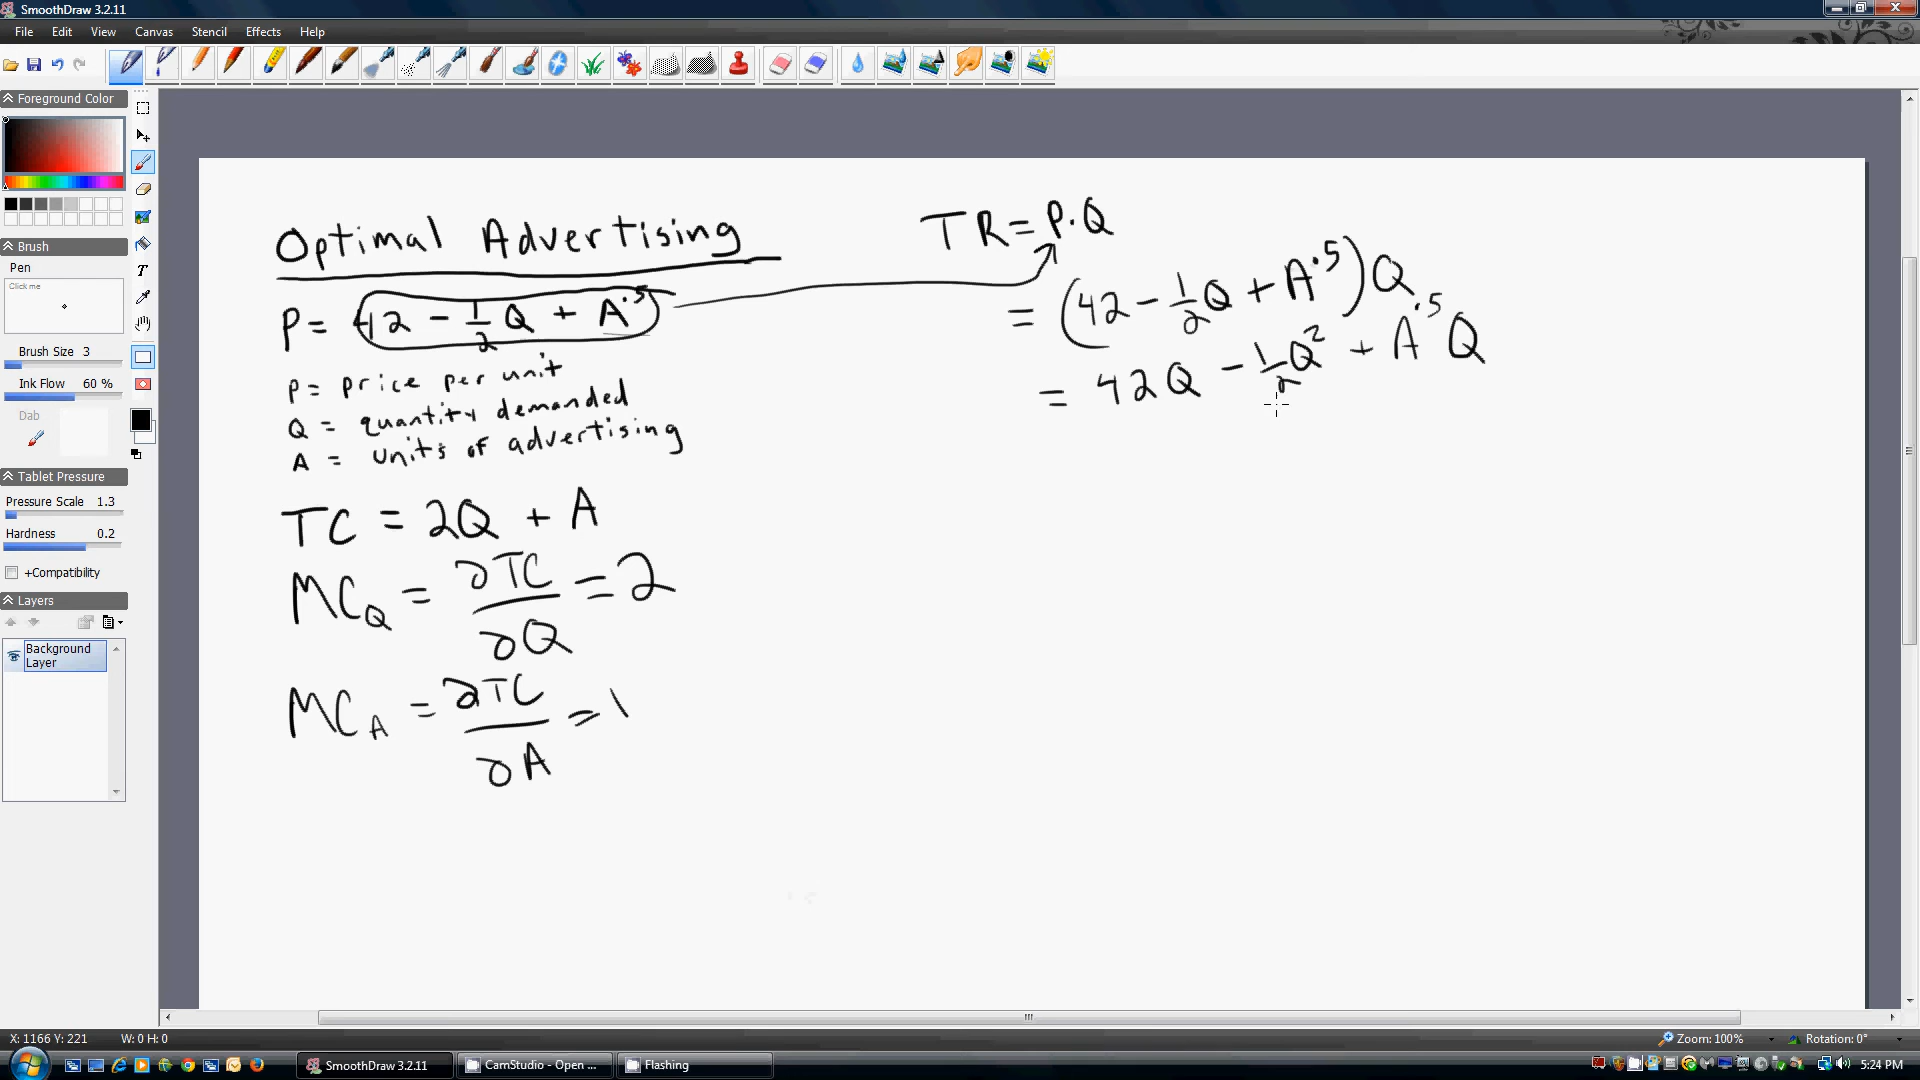 SmoothDraw 3.2.11
File Edit View Canvas Stencil Effects Help
Foreground Color
Brush
Pen
Click me
Brush Size 3
Ink Flow 60 %
Dab
Tablet Pressure
Pressure Scale 1.3
Hardness 0.2
+Compatibility
Layers
Background Layer
Optimal Advertising
P = 42 - 1/2 Q + A^.5
P = price per unit
Q = quantity demanded
A = units of advertising
TC = 2Q + A
MC_Q = ∂TC/∂Q = 2
MC_A = ∂TC/∂A = 1
TR = P·Q
= (42 - 1/2 Q + A^.5)Q
= 42Q - 1/2 Q² + A^.5 Q
X: 1166 Y: 221 W: 0 H: 0
Zoom: 100% Rotation: 0°
SmoothDraw 3.2.11 CamStudio - Open ... Flashing 5:24 PM